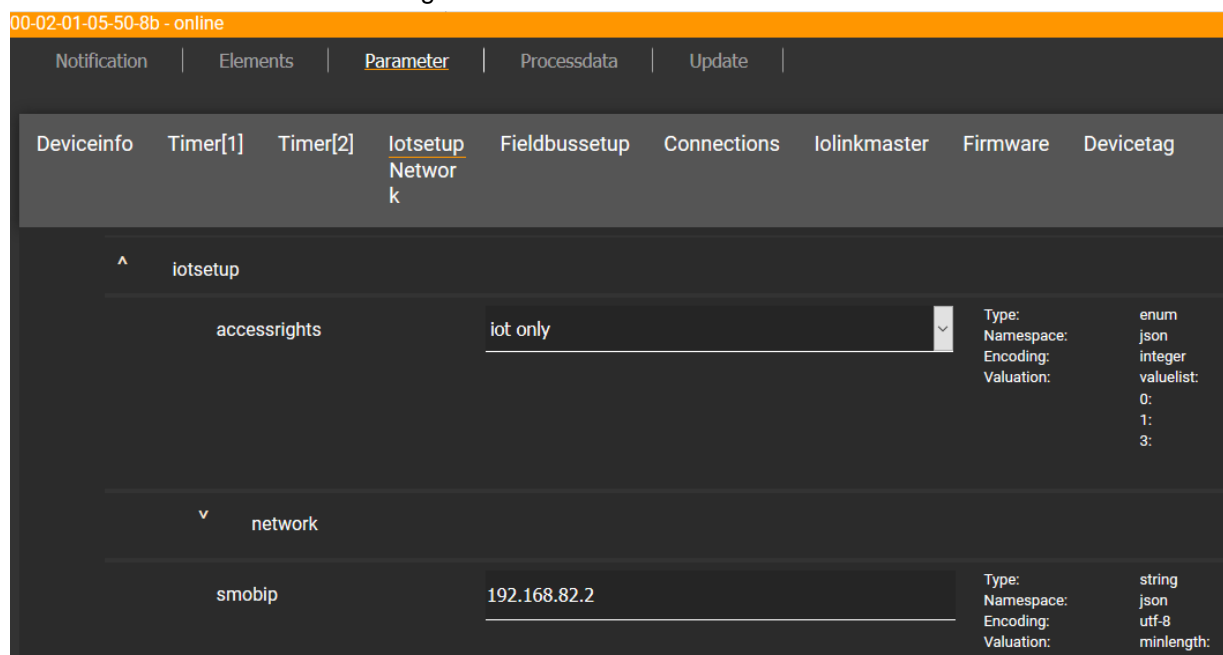 00-02-01-05-50-8b - online
Notification | Elements | Parameter | Processdata | Update |
Deviceinfo Timer[1] Timer[2] Iotsetup Fieldbussetup Connections Iolinkmaster Firmware Devicetag
Networ
k
^ iotsetup
accessrights iot only Type: enum
Namespace: json
Encoding: integer
Valuation: valuelist:
0:
1:
3:
v network
smobip 192.168.82.2 Type: string
Namespace: json
Encoding: utf-8
Valuation: minlength: